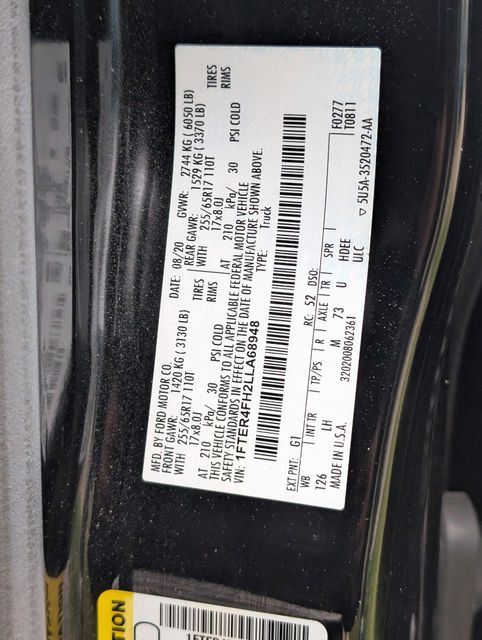 MFD. BY FORD MOTOR CO.
DATE: 08/20 GVWR: 2744 KG ( 6050 LB)
FRONT GAWR: 1420 KG ( 3130 LB) REAR GAWR: 1529 KG ( 3370 LB)
WITH 255/65R17 110T TIRES WITH 255/65R17 110T TIRES
17x8.0J RIMS 17x8.0J RIMS
AT 210 kPa/ 30 PSI COLD AT 210 kPa/ 30 PSI COLD
THIS VEHICLE CONFORMS TO ALL APPLICABLE FEDERAL MOTOR VEHICLE
SAFETY STANDARDS IN EFFECT ON THE DATE OF MANUFACTURE SHOWN ABOVE.
VIN: 1FTER4FH2LLA68948 TYPE: Truck
EXT PNT: G1 RC: 52 DSO: F0277
T0811
WB INT TR TP/PS R AXLE TR SPR
126 LH M 73 U HDEE
ULC
MADE IN U.S.A. 3202008062361 ▽ 5U5A-3520472-AA
TION